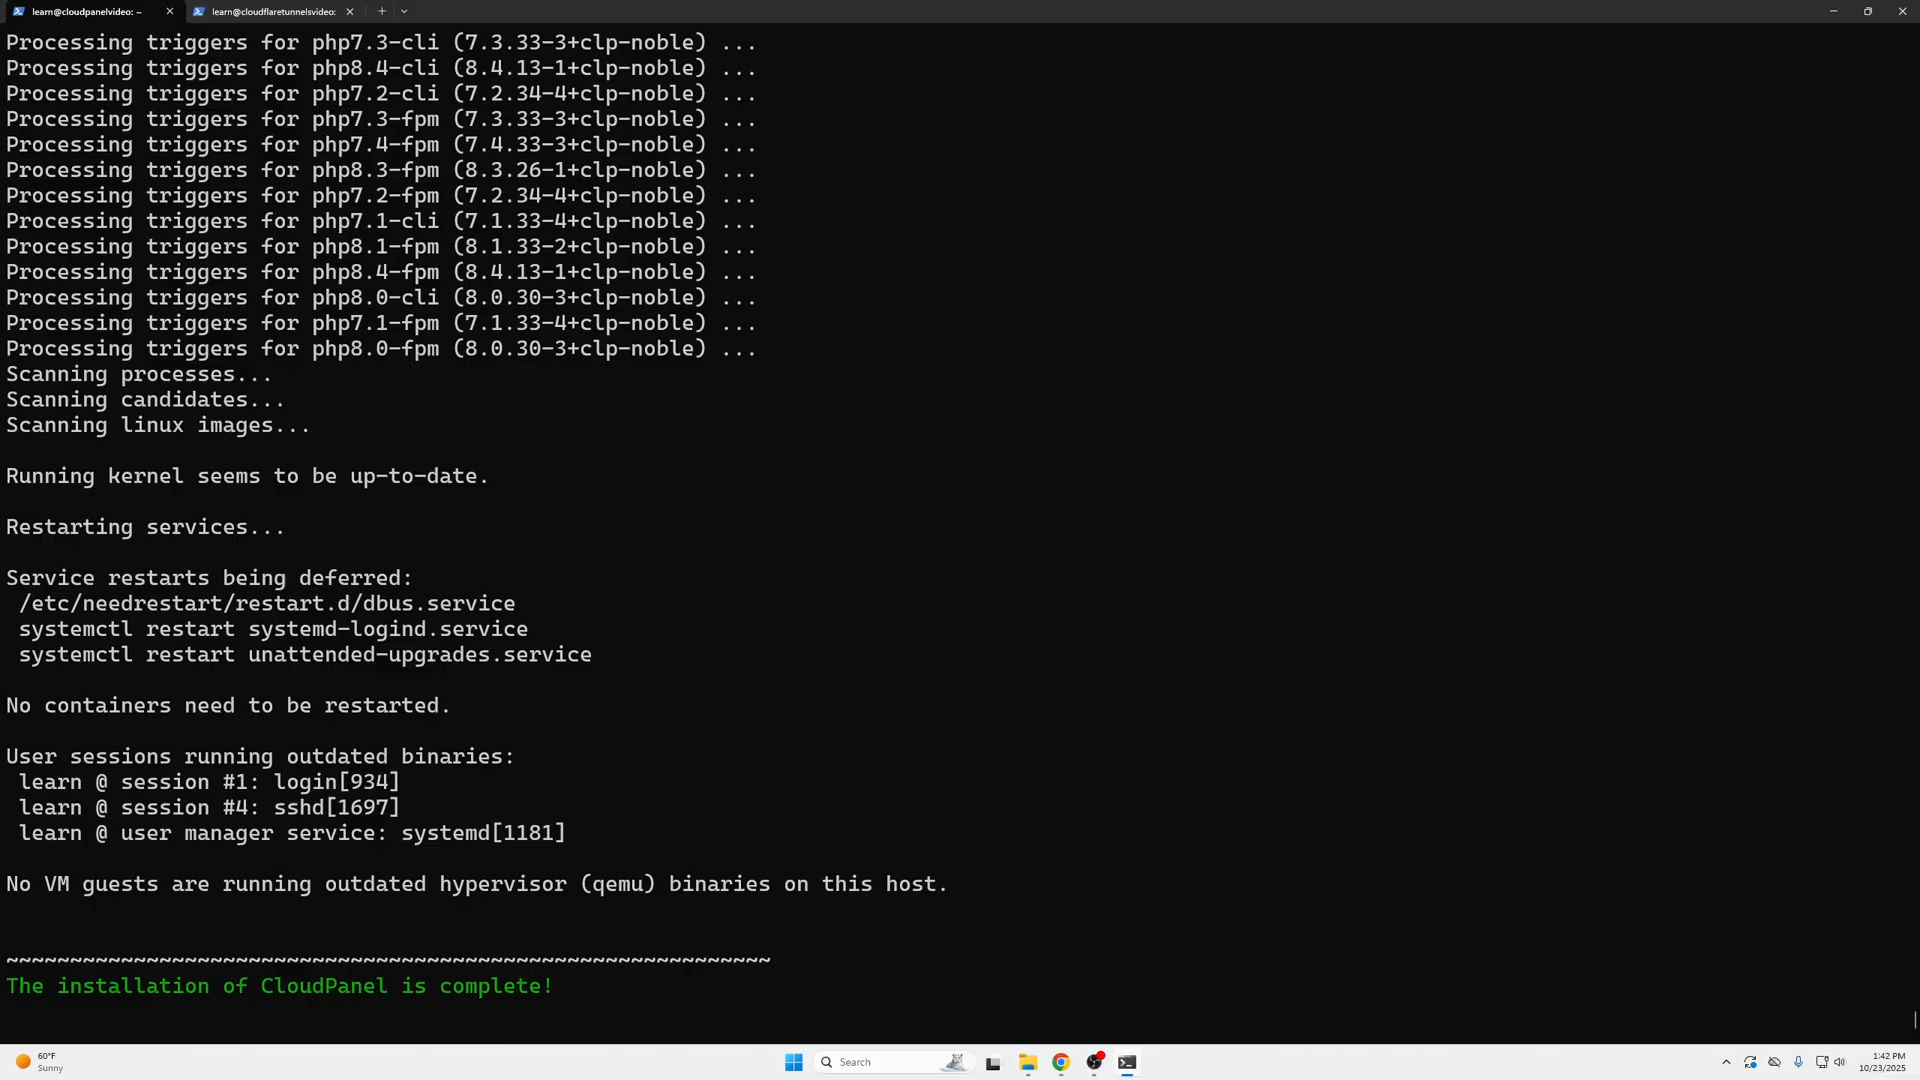 learn@cloudpanelvideo: ~
learn@cloudflaretunnelsvideo:
Processing triggers for php7.3-cli (7.3.33-3+clp-noble) ...
Processing triggers for php8.4-cli (8.4.13-1+clp-noble) ...
Processing triggers for php7.2-cli (7.2.34-4+clp-noble) ...
Processing triggers for php7.3-fpm (7.3.33-3+clp-noble) ...
Processing triggers for php7.4-fpm (7.4.33-3+clp-noble) ...
Processing triggers for php8.3-fpm (8.3.26-1+clp-noble) ...
Processing triggers for php7.2-fpm (7.2.34-4+clp-noble) ...
Processing triggers for php7.1-cli (7.1.33-4+clp-noble) ...
Processing triggers for php8.1-fpm (8.1.33-2+clp-noble) ...
Processing triggers for php8.4-fpm (8.4.13-1+clp-noble) ...
Processing triggers for php8.0-cli (8.0.30-3+clp-noble) ...
Processing triggers for php7.1-fpm (7.1.33-4+clp-noble) ...
Processing triggers for php8.0-fpm (8.0.30-3+clp-noble) ...
Scanning processes...
Scanning candidates...
Scanning linux images...
Running kernel seems to be up-to-date.
Restarting services...
Service restarts being deferred:
/etc/needrestart/restart.d/dbus.service
systemctl restart systemd-logind.service
systemctl restart unattended-upgrades.service
No containers need to be restarted.
User sessions running outdated binaries:
learn @ session #1: login[934]
learn @ session #4: sshd[1697]
learn @ user manager service: systemd[1181]
No VM guests are running outdated hypervisor (qemu) binaries on this host.
~~~~~~~~~~~~~~~~~~~~~~~~~~~~~~~~~~~~~~~~~~~~~~~~~~~~~~~~~~~~
The installation of CloudPanel is complete!
60°F
Sunny
Search
1:42 PM
10/23/2025